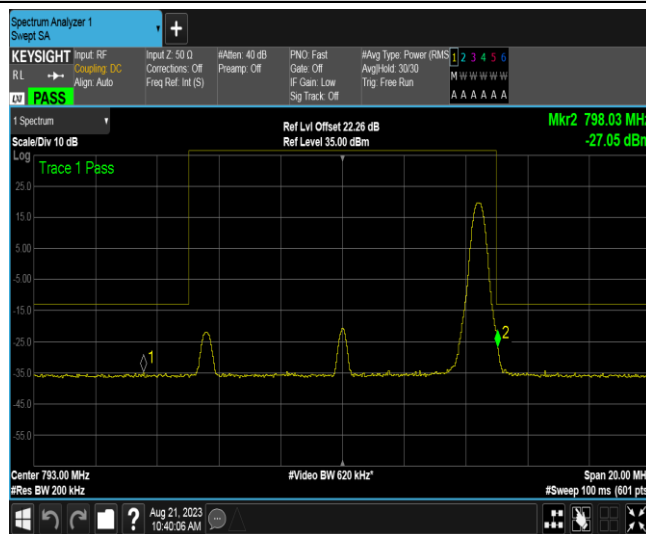 Spectrum Analyzer 1
Swept SA
+
KEYSIGHT
RL
LXI PASS
Input: RF
Coupling: DC
Align: Auto
Input Z: 50 Ω
Corrections: Off
Freq Ref: Int (S)
#Atten: 40 dB
Preamp: Off
PNO: Fast
Gate: Off
IF Gain: Low
Sig Track: Off
#Avg Type: Power (RMS
Avg|Hold: 30/30
Trig: Free Run
1 2 3 4 5 6
M W W W W W
A A A A A A
1 Spectrum
Scale/Div 10 dB
Ref Lvl Offset 22.26 dB
Ref Level 35.00 dBm
Mkr2 798.03 MHz
-27.05 dBm
Log
Trace 1 Pass
25.0
15.0
5.00
-5.00
-15.0
-25.0
-35.0
-45.0
-55.0
1
2
Center 793.00 MHz
#Res BW 200 kHz
#Video BW 620 kHz*
Span 20.00 MHz
#Sweep 100 ms (601 pts
?
Aug 21, 2023
10:40:06 AM